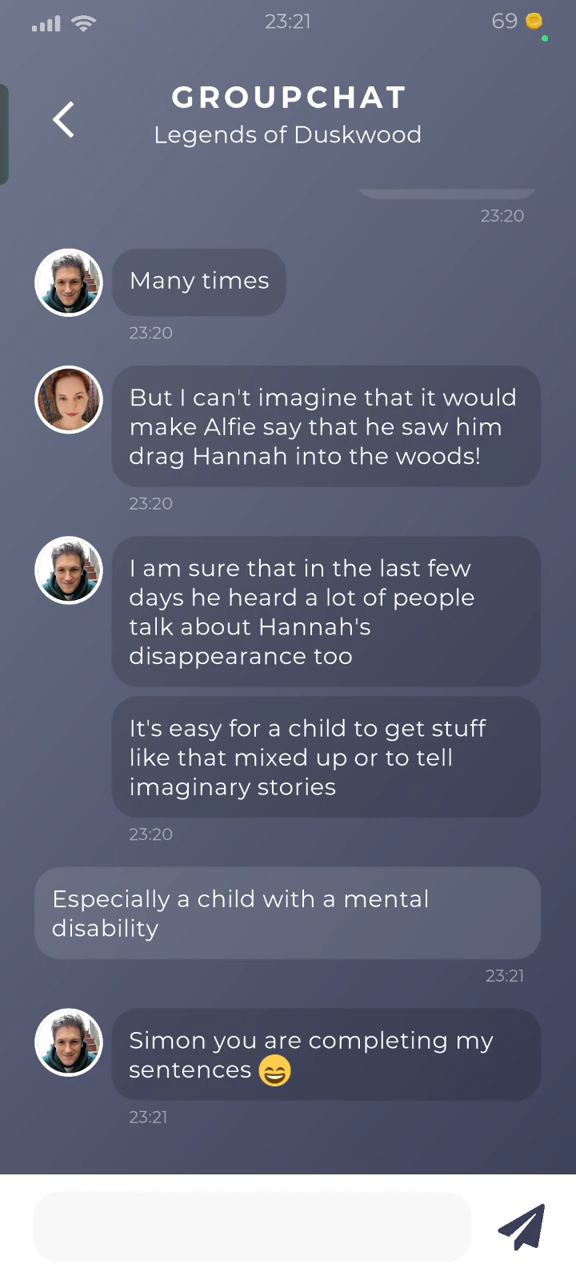 23:21
69
GROUPCHAT
Legends of Duskwood
23:20
Many times
23:20
But I can't imagine that it would
make Alfie say that he saw him
drag Hannah into the woods!
23:20
I am sure that in the last few
days he heard a lot of people
talk about Hannah's
disappearance too
It's easy for a child to get stuff
like that mixed up or to tell
imaginary stories
23:20
Especially a child with a mental
disability
23:21
Simon you are completing my
sentences 😄
23:21